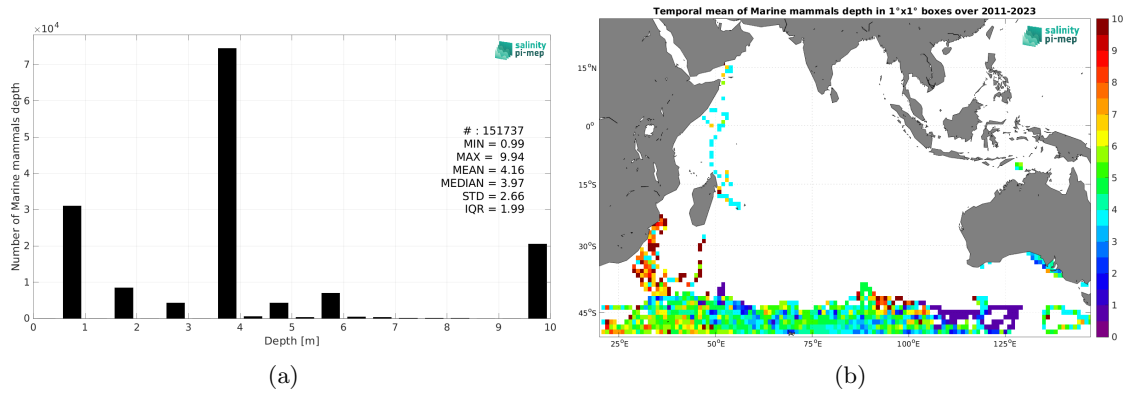 ×10⁴
7
6
5
4
3
2
1
0
Number of Marine mammals depth
salinity
pi-mep
# : 151737
MIN = 0.99
MAX = 9.94
MEAN = 4.16
MEDIAN = 3.97
STD = 2.66
IQR = 1.99
0 1 2 3 4 5 6 7 8 9 10
Depth [m]
(a)
Temporal mean of Marine mammals depth in 1°x1° boxes over 2011-2023
salinity
pi-mep
15°N
0°
15°S
30°S
45°S
25°E 50°E 75°E 100°E 125°E
10
9
8
7
6
5
4
3
2
1
0
(b)